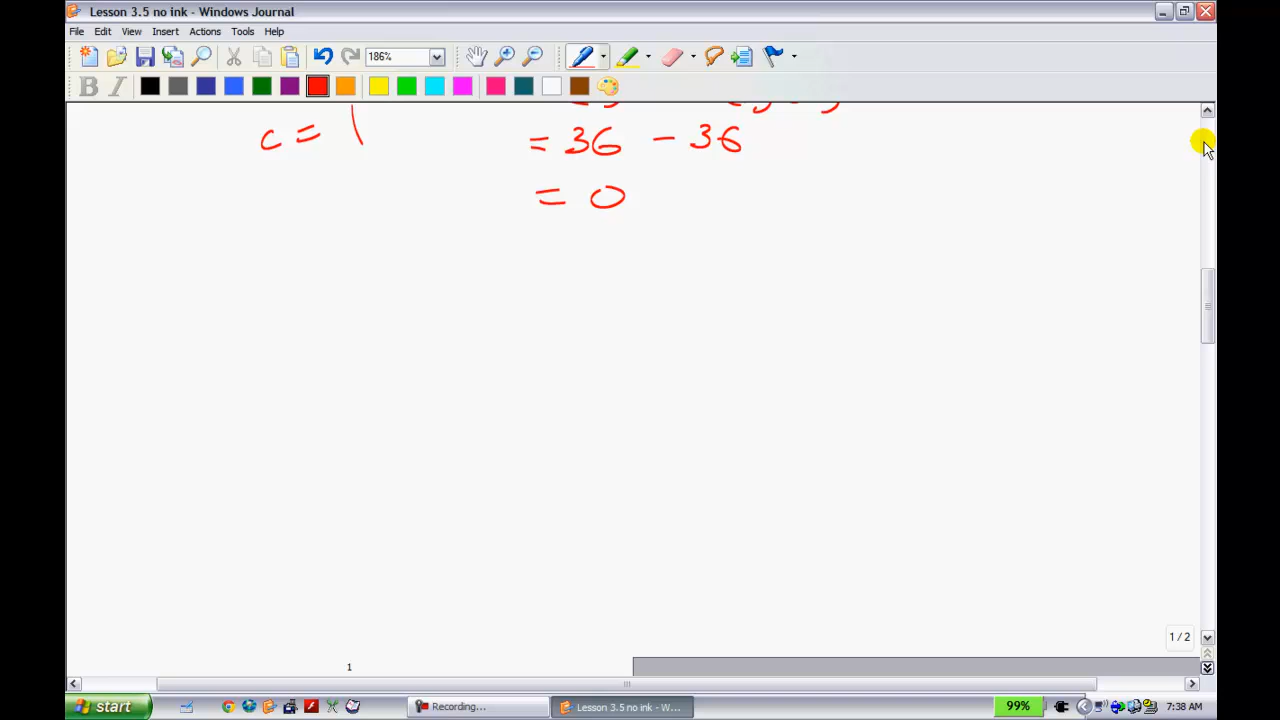 Lesson 3.5 no ink - Windows Journal
File Edit View Insert Actions Tools Help
186%
B I
c = 1
= 36 - 36
= 0
1 / 2
1
start
Recording...
Lesson 3.5 no ink - W...
99%
7:38 AM